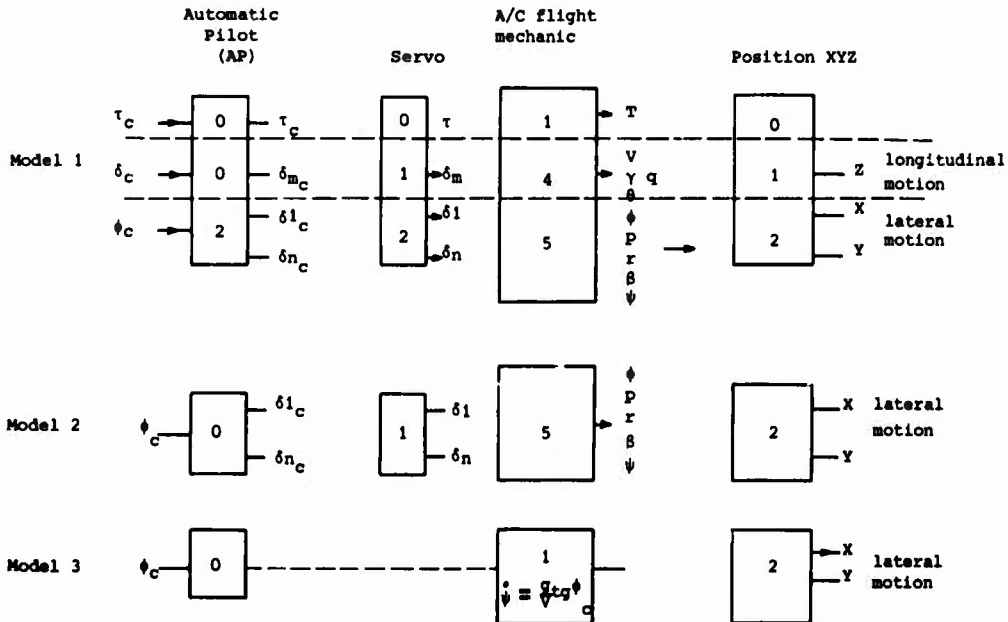 Automatic Pilot (AP)
Servo
A/C flight mechanic
Position XYZ
Model 1
τc 0 τc
0 τ
1 T
0
δc 0 δmc
1 δm
4 V γ θ q
1 Z
longitudinal motion
ϕc 2 δlc δnc
2 δl δn
5 ϕ p r β ψ
2 X Y
lateral motion
Model 2
ϕc 0 δlc δnc
1 δl δn
5 ϕ p r β ψ
2 X Y
lateral motion
Model 3
ϕc 0
1
ψ̇ = g/V tg ϕc
2 X Y
lateral motion